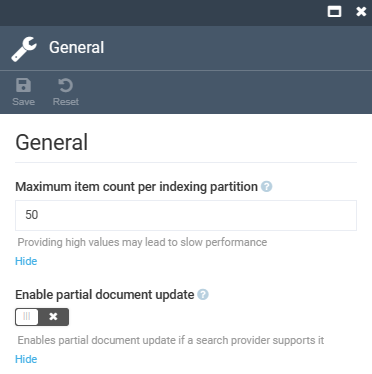 General
Save
Reset
General
Maximum item count per indexing partition ?
50
Providing high values may lead to slow performance
Hide
Enable partial document update ?
Enables partial document update if a search provider supports it
Hide